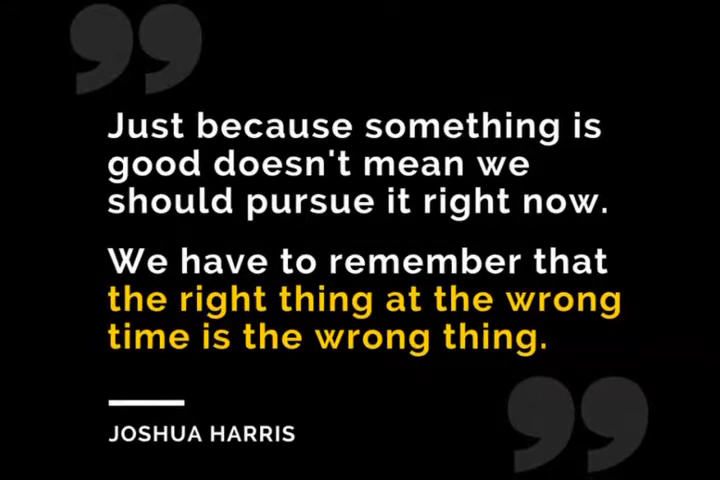 Just because something is
good doesn't mean we
should pursue it right now.
We have to remember that
the right thing at the wrong
time is the wrong thing.
JOSHUA HARRIS